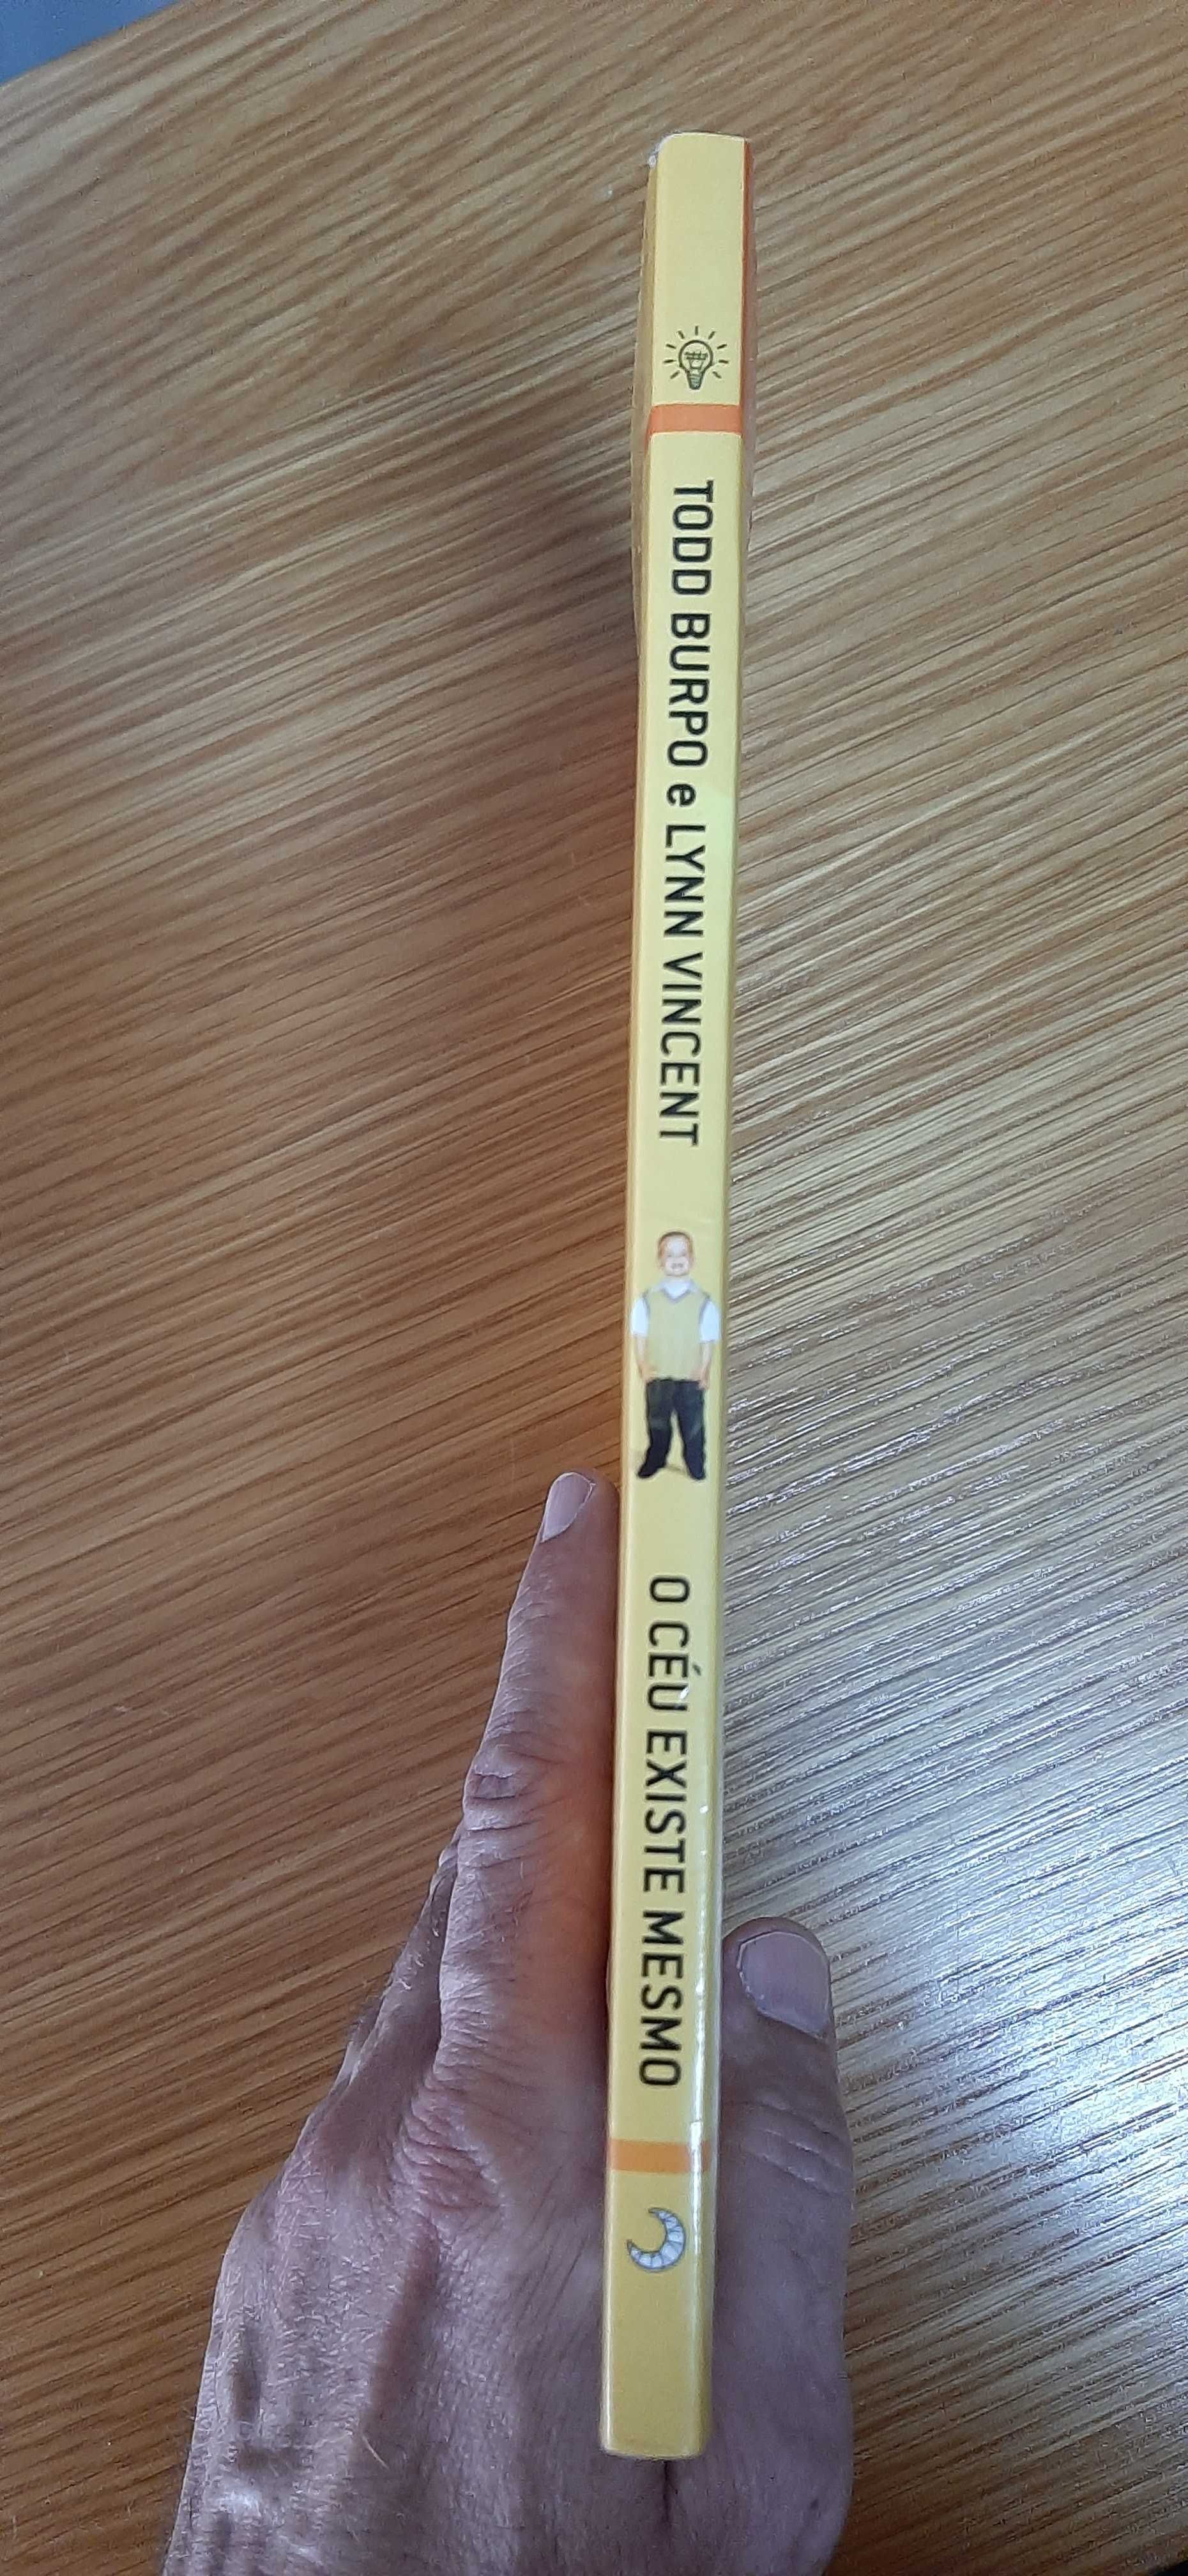 TODD BURPO e LYNN VINCENT
O CÉU EXISTE MESMO